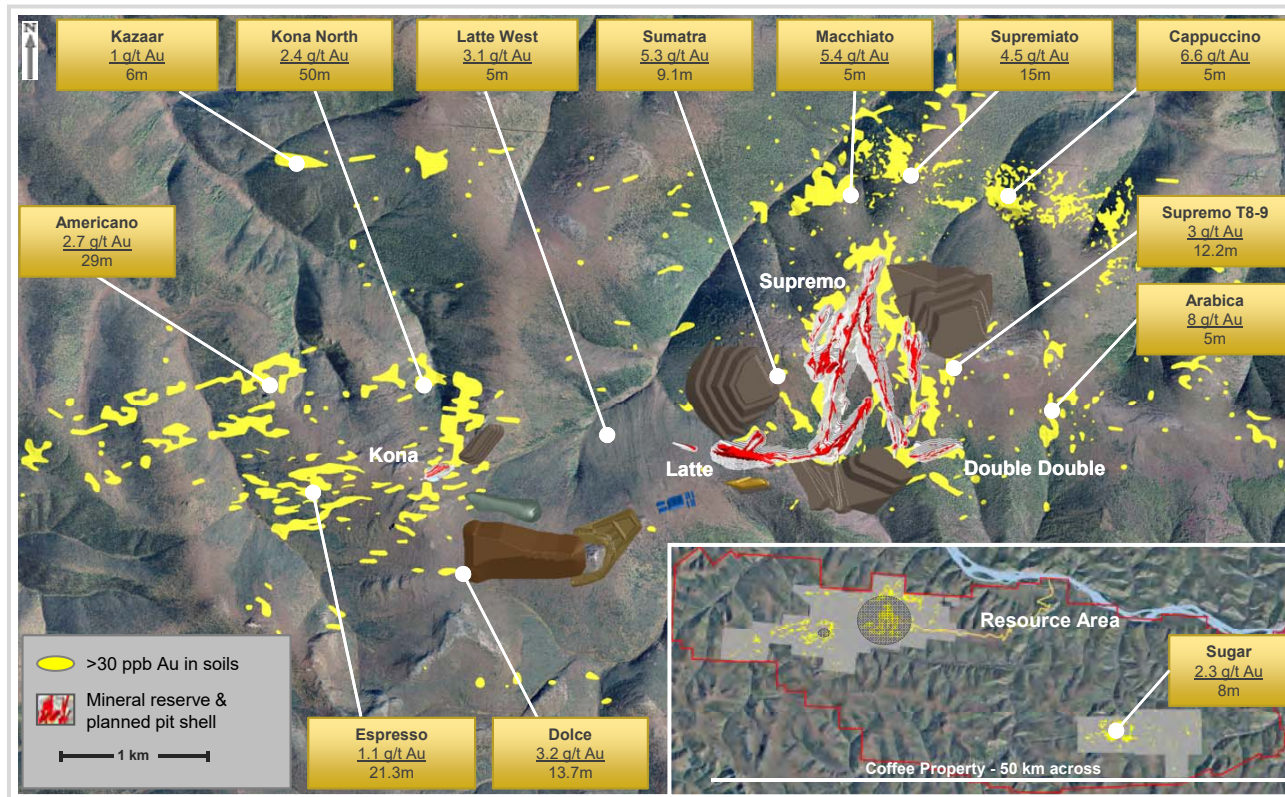 N
Kazaar
1 g/t Au
6m
Kona North
2.4 g/t Au
50m
Latte West
3.1 g/t Au
5m
Sumatra
5.3 g/t Au
9.1m
Macchiato
5.4 g/t Au
5m
Supremiato
4.5 g/t Au
15m
Cappuccino
6.6 g/t Au
5m
Americano
2.7 g/t Au
29m
Supremo T8-9
3 g/t Au
12.2m
Supremo
Arabica
8 g/t Au
5m
Kona
Latte
Double Double
>30 ppb Au in soils
Mineral reserve &
planned pit shell
1 km
Espresso
1.1 g/t Au
21.3m
Dolce
3.2 g/t Au
13.7m
Resource Area
Sugar
2.3 g/t Au
8m
Coffee Property - 50 km across